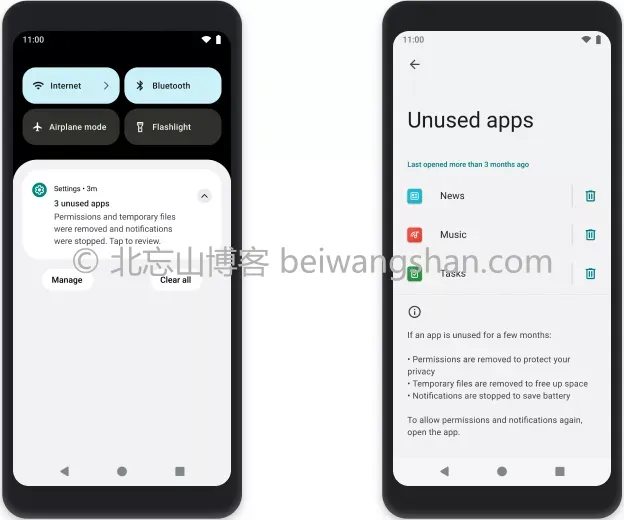 11:00
Internet
Bluetooth
Airplane mode
Flashlight
Settings • 3m
3 unused apps
Permissions and temporary files
were removed and notifications
were stopped. Tap to review.
Manage
Clear all
11:00
Unused apps
Last opened more than 3 months ago
News
Music
Tasks
If an app is unused for a few months:
• Permissions are removed to protect your
privacy
• Temporary files are removed to free up space
• Notifications are stopped to save battery
To allow permissions and notifications again,
open the app.
© 北忘山博客 beiwangshan.com